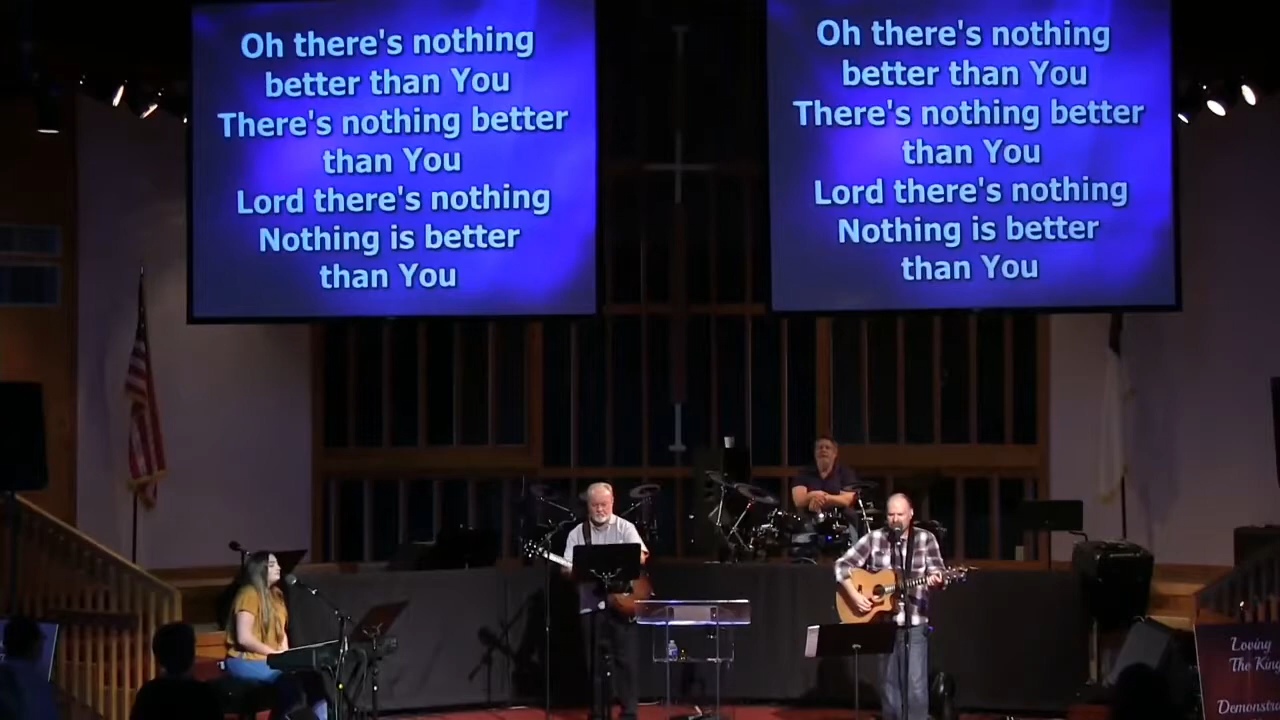 Oh there's nothing
better than You
There's nothing better
than You
Lord there's nothing
Nothing is better
than You
Oh there's nothing
better than You
There's nothing better
than You
Lord there's nothing
Nothing is better
than You
Loving
The King